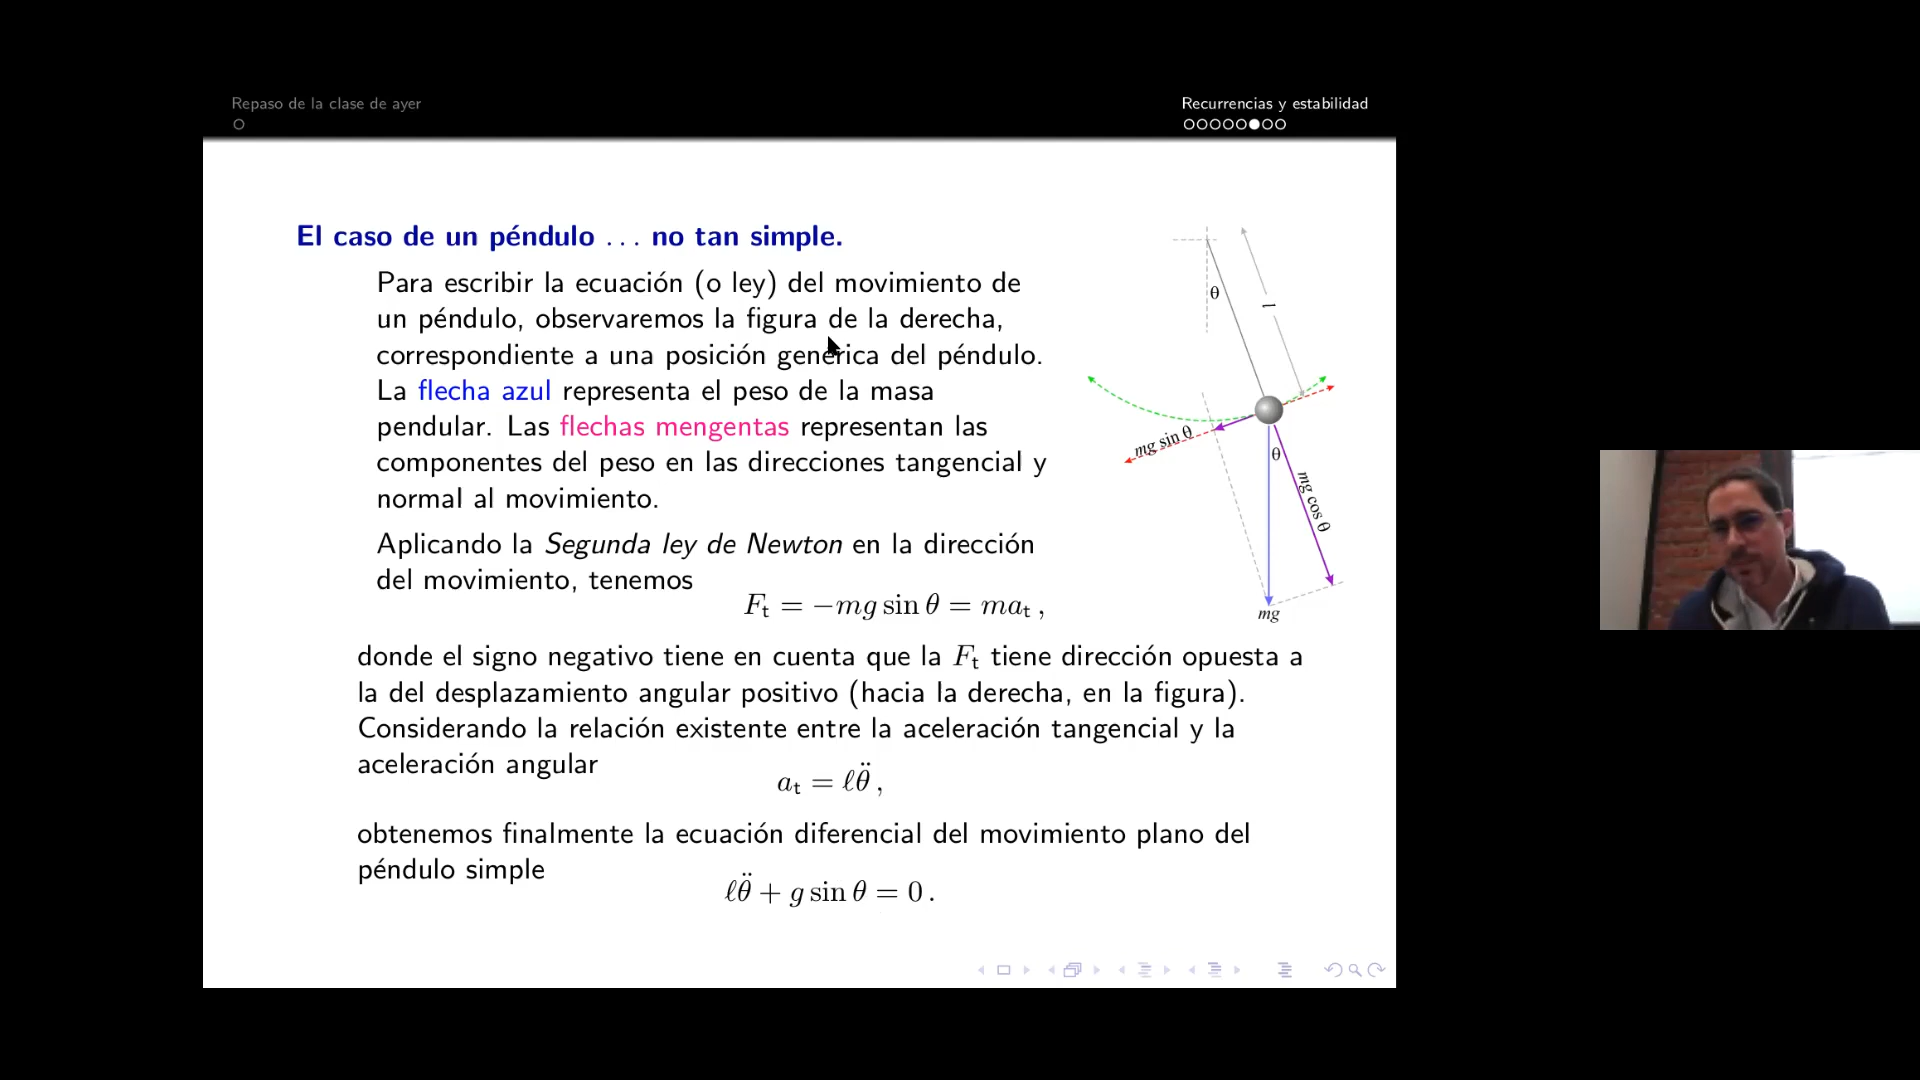 Repaso de la clase de ayer
Recurrencias y estabilidad
El caso de un péndulo ... no tan simple.
Para escribir la ecuación (o ley) del movimiento de
un péndulo, observaremos la figura de la derecha,
correspondiente a una posición genérica del péndulo.
La flecha azul representa el peso de la masa
pendular. Las flechas mengentas representan las
componentes del peso en las direcciones tangencial y
normal al movimiento.
Aplicando la Segunda ley de Newton en la dirección
del movimiento, tenemos
Fₜ = −mg sin θ = maₜ ,
donde el signo negativo tiene en cuenta que la Fₜ tiene dirección opuesta a
la del desplazamiento angular positivo (hacia la derecha, en la figura).
Considerando la relación existente entre la aceleración tangencial y la
aceleración angular
aₜ = ℓθ̈ ,
obtenemos finalmente la ecuación diferencial del movimiento plano del
péndulo simple
ℓθ̈ + g sin θ = 0 .
θ
l
mg sin θ
θ
mg cos θ
mg